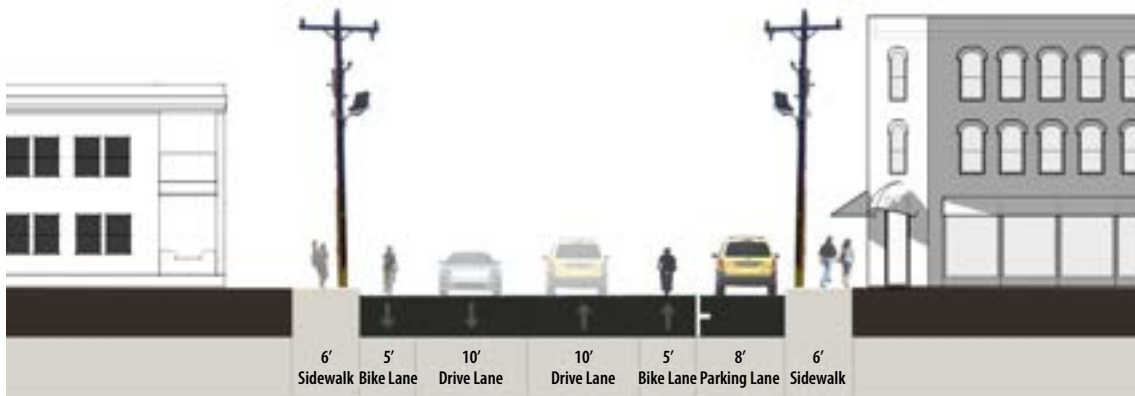 6’ 5’ 10’ 10’ 5’ 8’ 6’
Sidewalk Bike Lane Drive Lane Drive Lane Bike Lane Parking Lane Sidewalk